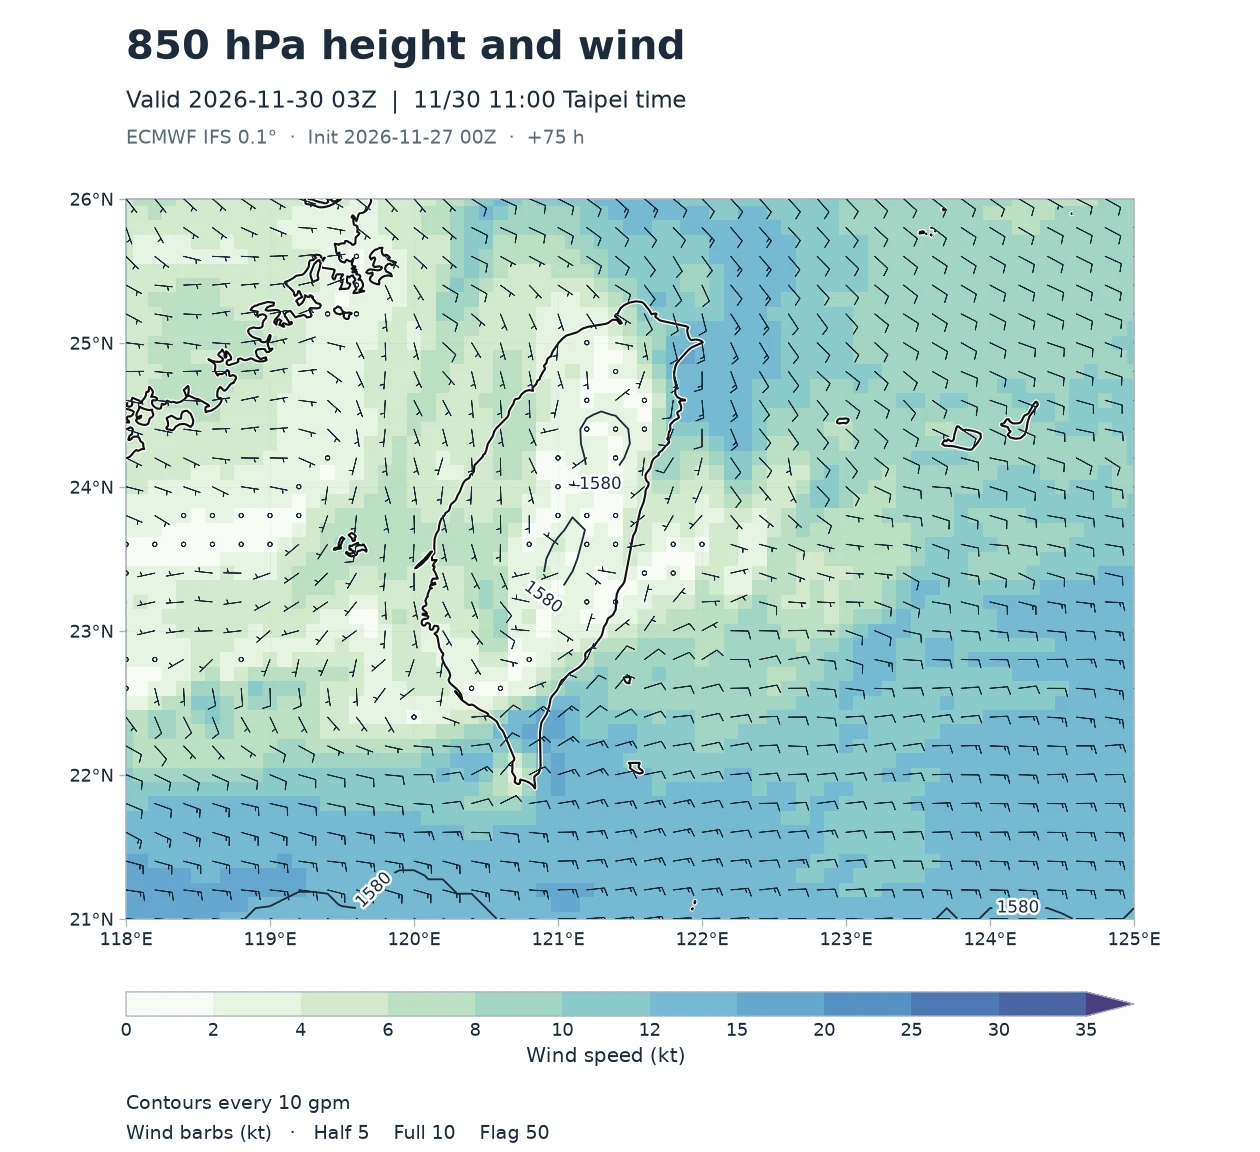 850 hPa height and wind
Valid 2026-11-30 03Z | 11/30 11:00 Taipei time
ECMWF IFS 0.1° · Init 2026-11-27 00Z · +75 h
26°N
25°N
24°N
23°N
22°N
21°N
1580
1580
1580
1580
118°E 119°E 120°E 121°E 122°E 123°E 124°E 125°E
0 2 4 6 8 10 12 15 20 25 30 35
Wind speed (kt)
Contours every 10 gpm
Wind barbs (kt) · Half 5 Full 10 Flag 50